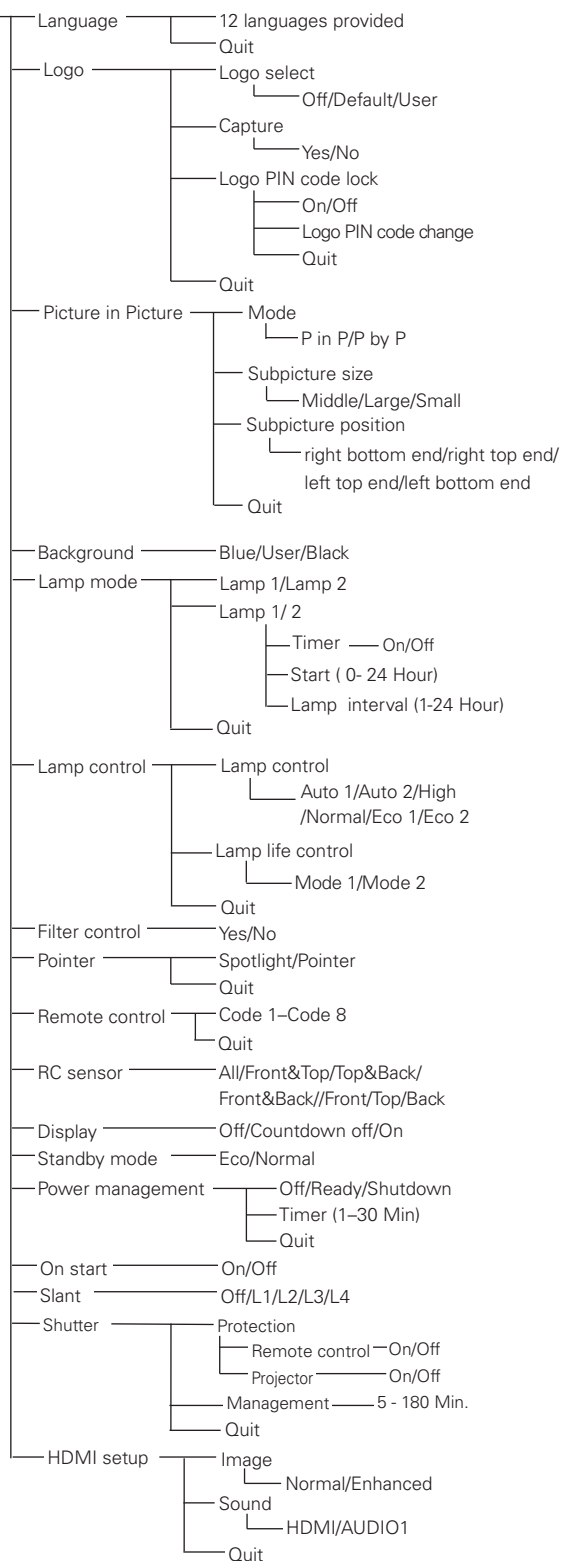 Language
12 languages provided
Quit
Logo
Logo select
Off/Default/User
Capture
Yes/No
Logo PIN code lock
On/Off
Logo PIN code change
Quit
Quit
Picture in Picture
Mode
P in P/P by P
Subpicture size
Middle/Large/Small
Subpicture position
right bottom end/right top end/
left top end/left bottom end
Quit
Background
Blue/User/Black
Lamp mode
Lamp 1/Lamp 2
Lamp 1/ 2
Timer
On/Off
Start ( 0- 24 Hour)
Lamp interval (1-24 Hour)
Quit
Lamp control
Lamp control
Auto 1/Auto 2/High
/Normal/Eco 1/Eco 2
Lamp life control
Mode 1/Mode 2
Quit
Filter control
Yes/No
Pointer
Spotlight/Pointer
Quit
Remote control
Code 1–Code 8
Quit
RC sensor
All/Front&Top/Top&Back/
Front&Back//Front/Top/Back
Display
Off/Countdown off/On
Standby mode
Eco/Normal
Power management
Off/Ready/Shutdown
Timer (1–30 Min)
Quit
On start
On/Off
Slant
Off/L1/L2/L3/L4
Shutter
Protection
Remote control
On/Off
Projector
On/Off
Management
5 - 180 Min.
Quit
HDMI setup
Image
Normal/Enhanced
Sound
HDMI/AUDIO1
Quit